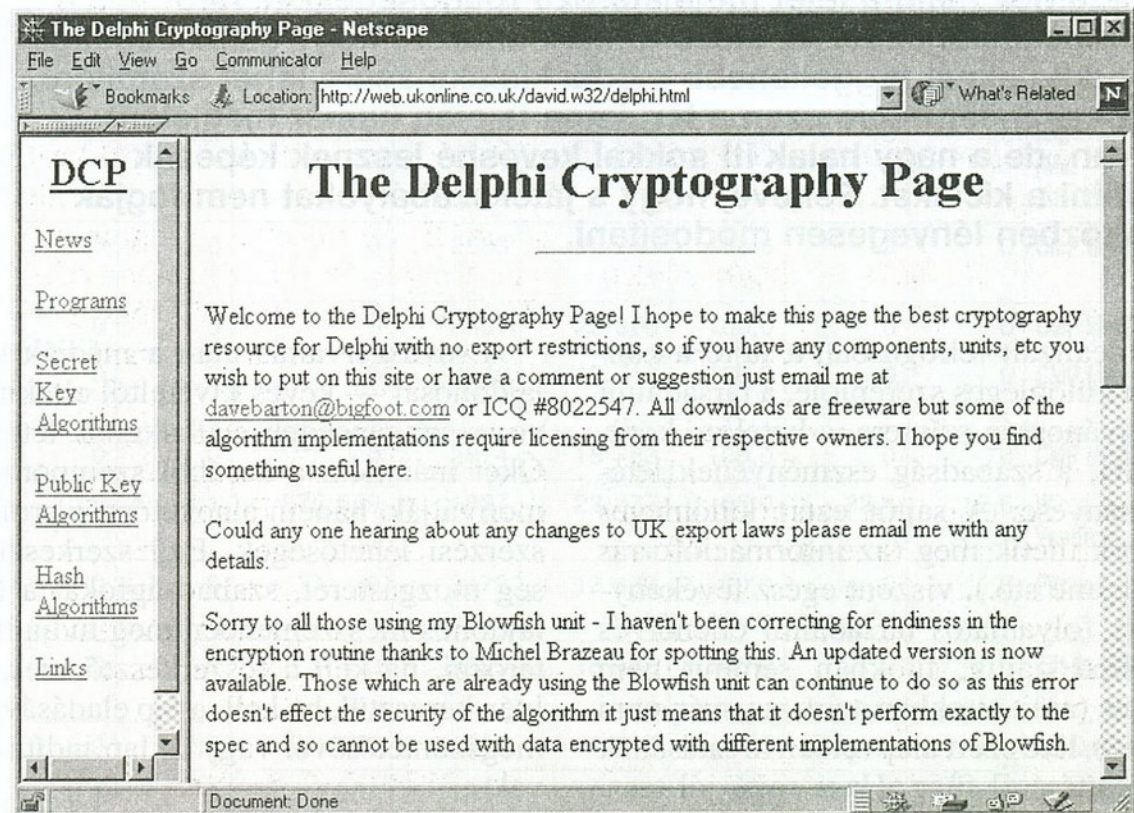 The Delphi Cryptography Page - Netscape
File Edit View Go Communicator Help
Bookmarks Location: http://web.ukonline.co.uk/david.w32/delphi.html What's Related N
DCP
News
Programs
Secret
Key
Algorithms
Public Key
Algorithms
Hash
Algorithms
Links
The Delphi Cryptography Page
Welcome to the Delphi Cryptography Page! I hope to make this page the best cryptography
resource for Delphi with no export restrictions, so if you have any components, units, etc you
wish to put on this site or have a comment or suggestion just email me at
davebarton@bigfoot.com or ICQ #8022547. All downloads are freeware but some of the
algorithm implementations require licensing from their respective owners. I hope you find
something useful here.
Could any one hearing about any changes to UK export laws please email me with any
details.
Sorry to all those using my Blowfish unit - I haven't been correcting for endiness in the
encryption routine thanks to Michel Brazeau for spotting this. An updated version is now
available. Those which are already using the Blowfish unit can continue to do so as this error
doesn't effect the security of the algorithm it just means that it doesn't perform exactly to the
spec and so cannot be used with data encrypted with different implementations of Blowfish.
Document: Done